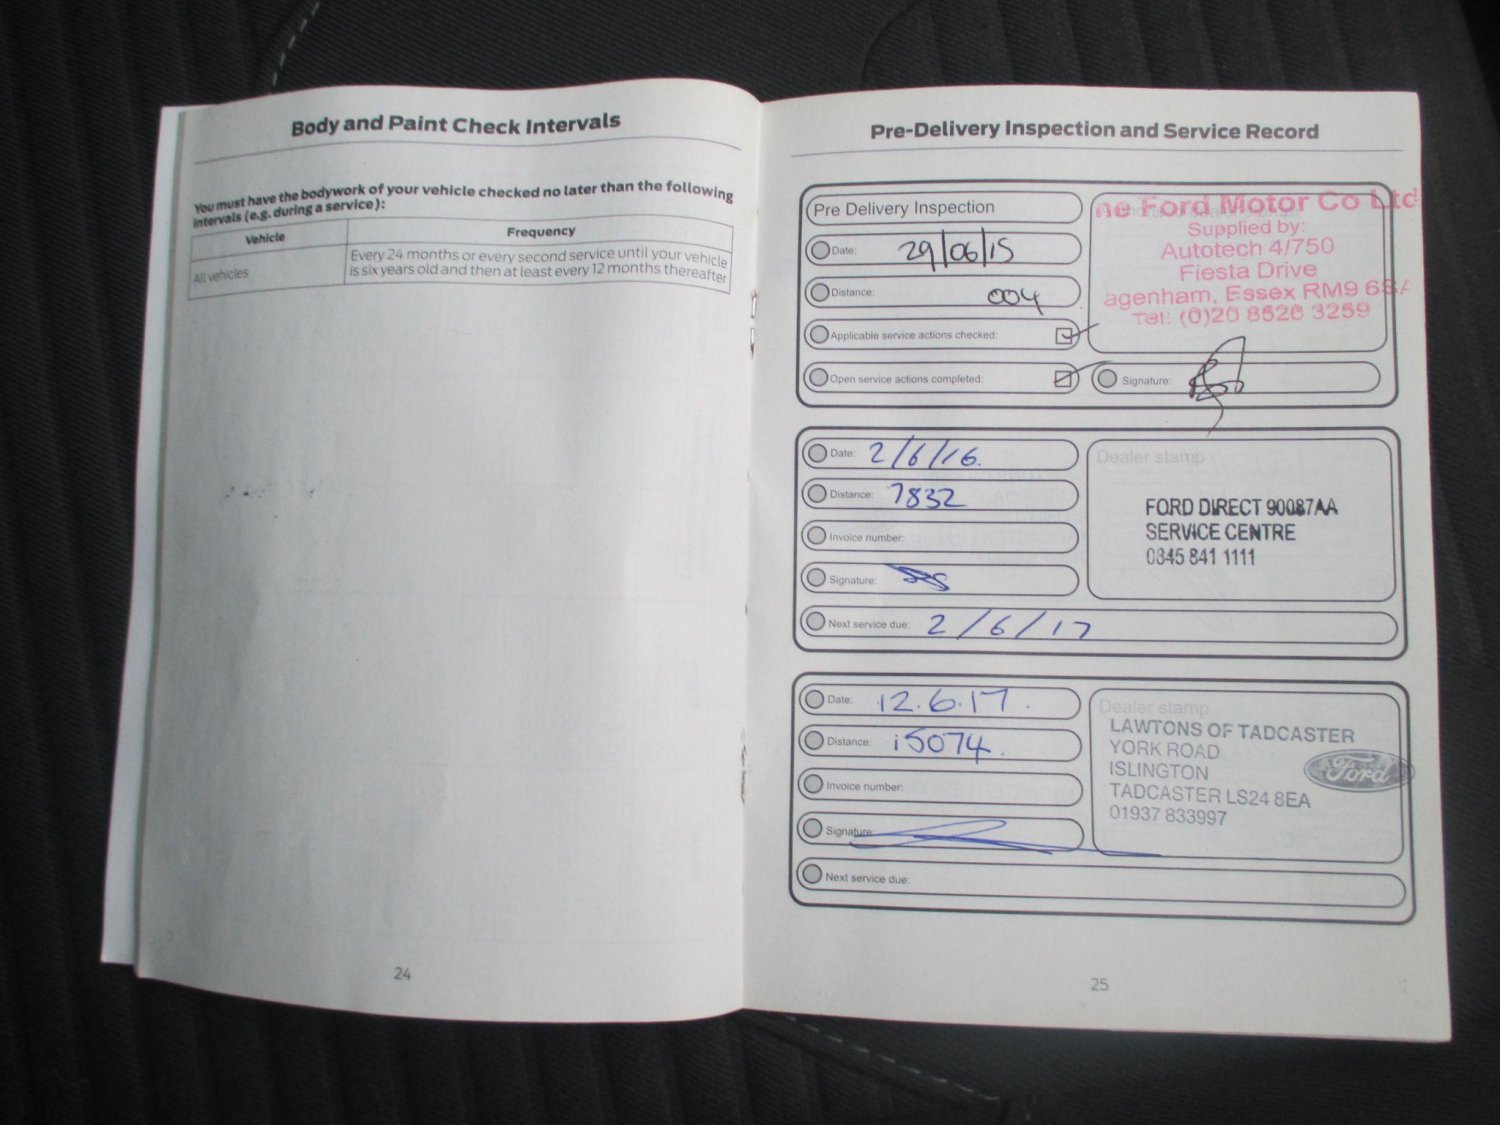 Body and Paint Check Intervals
You must have the bodywork of your vehicle checked no later than the following
intervals (e.g. during a service):
Vehicle
Frequency
All vehicles
Every 24 months or every second service until your vehicle
is six years old and then at least every 12 months thereafter
24
Pre-Delivery Inspection and Service Record
Pre Delivery Inspection
Date: 29/06/15
Distance: 004
Applicable service actions checked:
Open service actions completed:
Ford Motor Co Ltd
Supplied by:
Autotech 4/750
Fiesta Drive
agenham, Essex RM9 6SA
Tel: (0)20 8526 3259
Signature:
Date: 2/6/16.
Distance: 7832
Invoice number:
Signature:
Next service due: 2/6/17
Dealer stamp
FORD DIRECT 90087AA
SERVICE CENTRE
0345 841 1111
Date: 12.6.17.
Distance: 15074.
Invoice number:
Signature:
Next service due:
Dealer stamp
LAWTONS OF TADCASTER
YORK ROAD
ISLINGTON
TADCASTER LS24 8EA
01937 833997
Ford
25